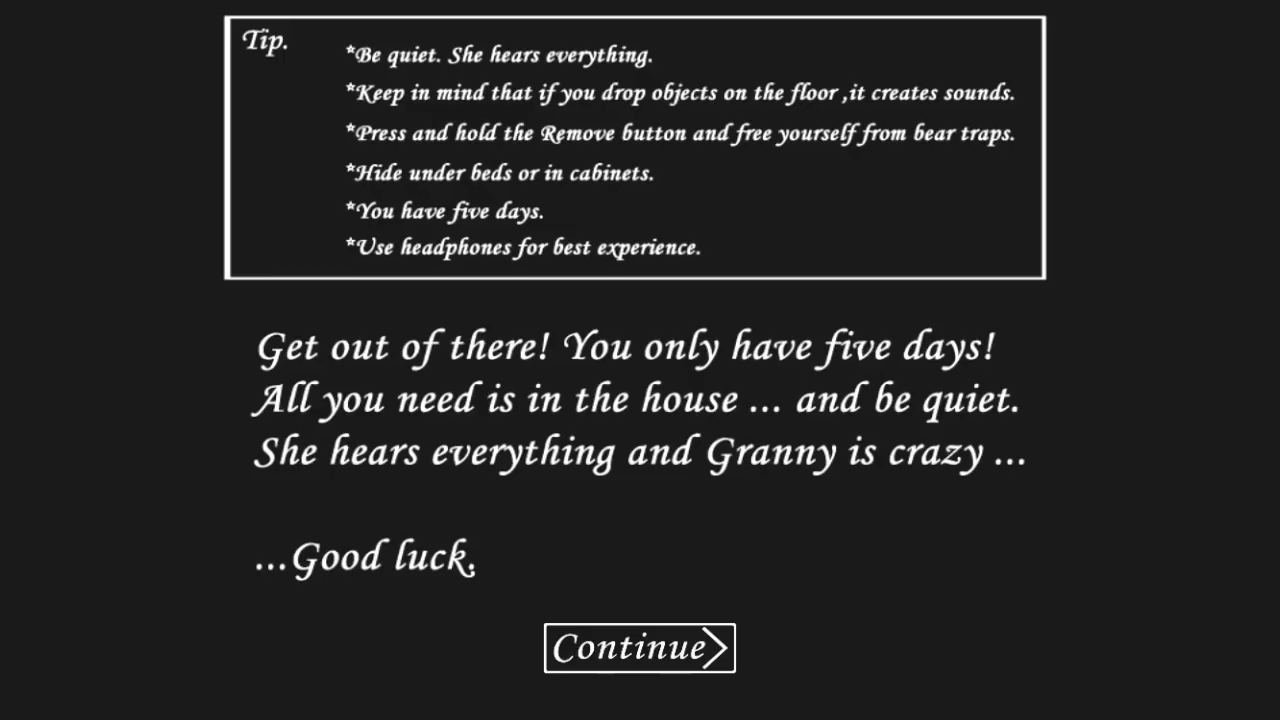 Tip.
*Be quiet. She hears everything.
*Keep in mind that if you drop objects on the floor ,it creates sounds.
*Press and hold the Remove button and free yourself from bear traps.
*Hide under beds or in cabinets.
*You have five days.
*Use headphones for best experience.
Get out of there! You only have five days!
All you need is in the house ... and be quiet.
She hears everything and Granny is crazy ...
...Good luck.
Continue